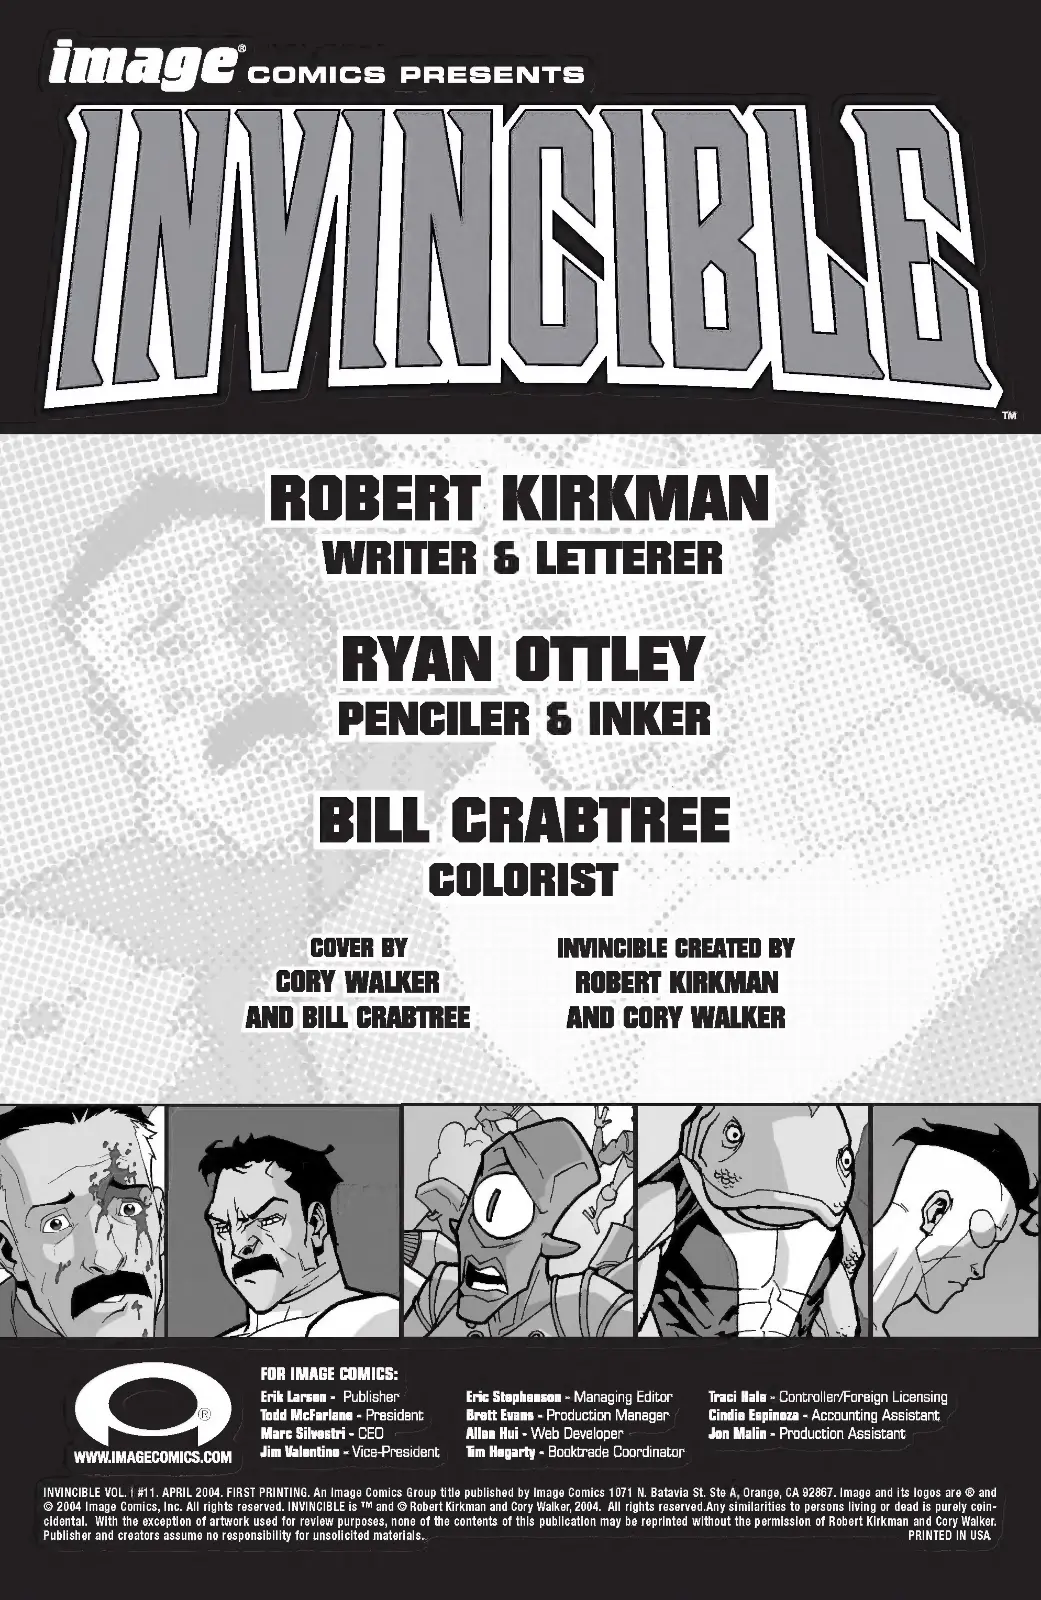 image® COMICS PRESENTS
INVINCIBLE
TM
ROBERT KIRKMAN
WRITER & LETTERER
RYAN OTTLEY
PENCILER & INKER
BILL CRABTREE
COLORIST
COVER BY
CORY WALKER
AND BILL CRABTREE
INVINCIBLE CREATED BY
ROBERT KIRKMAN
AND CORY WALKER
®
WWW.IMAGECOMICS.COM
FOR IMAGE COMICS:
Erik Larsen - Publisher
Todd McFarlane - President
Marc Silvestri - CEO
Jim Valentino - Vice-President
Eric Stephenson - Managing Editor
Brett Evans - Production Manager
Allen Hui - Web Developer
Tim Hegarty - Booktrade Coordinator
Traci Hale - Controller/Foreign Licensing
Cindie Espinoza - Accounting Assistant
Jon Malin - Production Assistant
INVINCIBLE VOL. I #11. APRIL 2004. FIRST PRINTING. An Image Comics Group title published by Image Comics 1071 N. Batavia St. Ste A, Orange, CA 92867. Image and its logos are ® and
© 2004 Image Comics, Inc. All rights reserved. INVINCIBLE is ™ and © Robert Kirkman and Cory Walker, 2004. All rights reserved.Any similarities to persons living or dead is purely coin-
cidental. With the exception of artwork used for review purposes, none of the contents of this publication may be reprinted without the permission of Robert Kirkman and Cory Walker.
Publisher and creators assume no responsibility for unsolicited materials. PRINTED IN USA